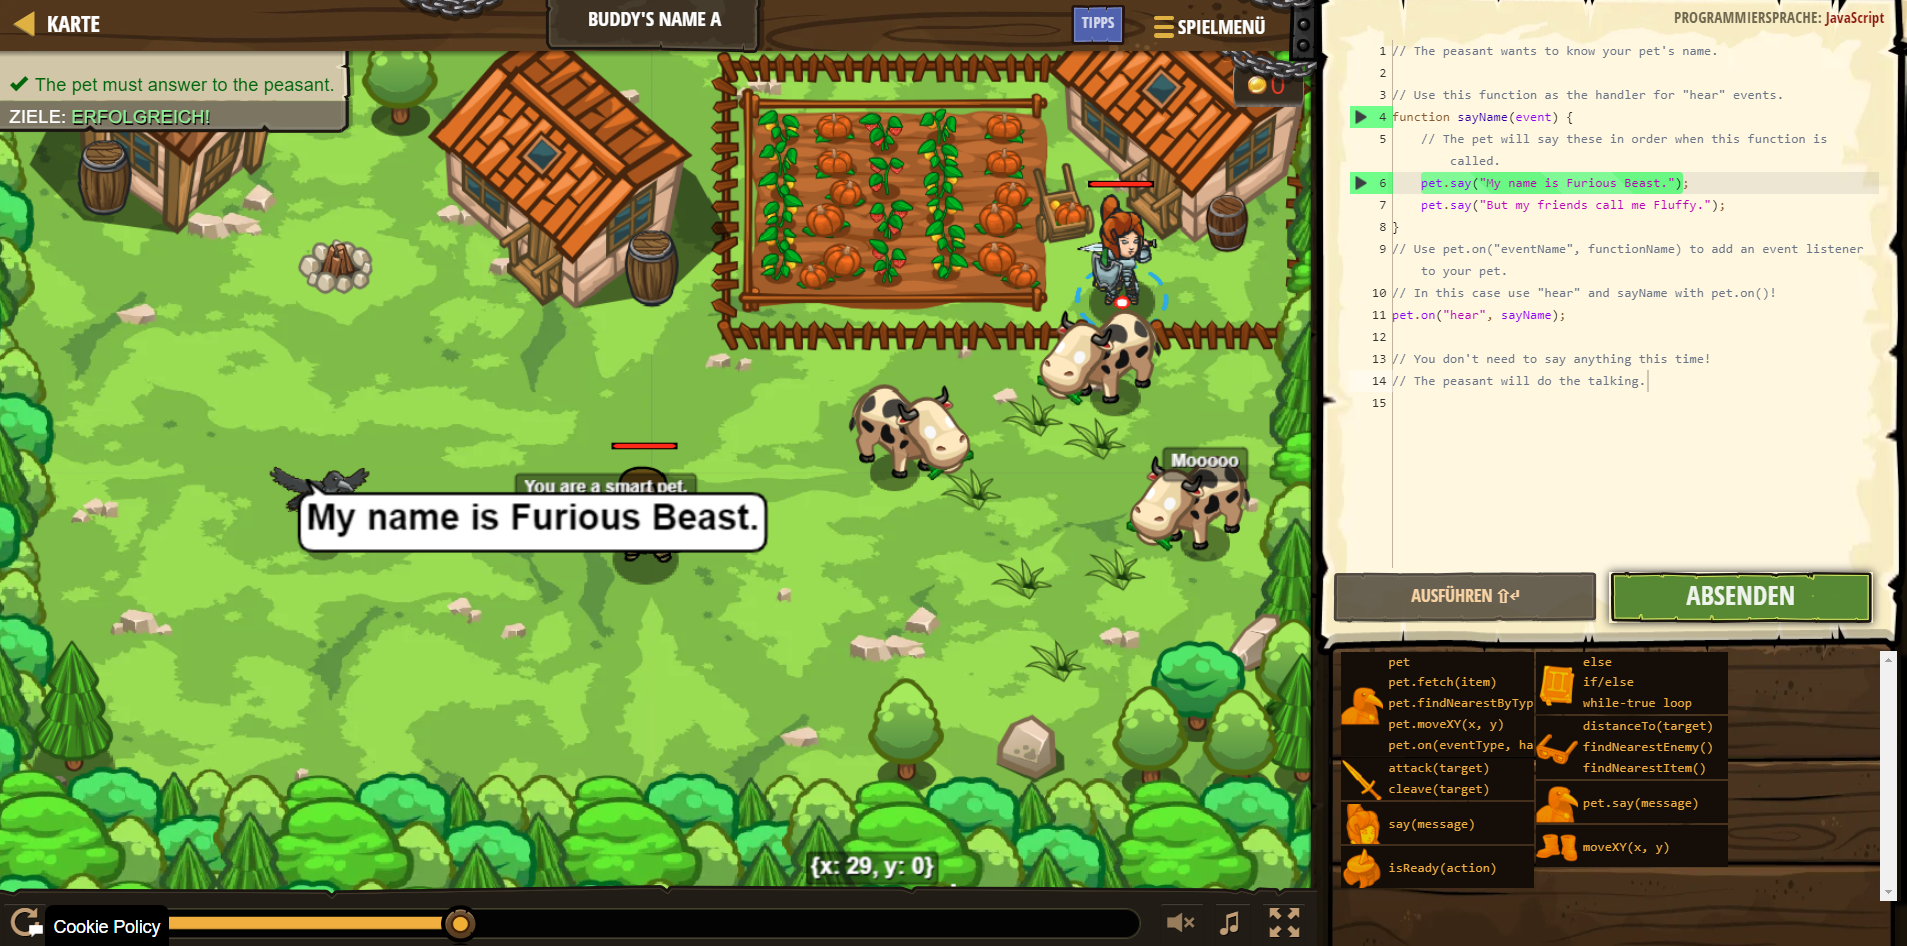 KARTE
BUDDY'S NAME A
TIPPS
SPIELMENÜ
The pet must answer to the peasant.
ZIELE: ERFOLGREICH!
0
Mooooo
You are a smart pet.
My name is Furious Beast.
{x: 29, y: 0}
Cookie Policy
PROGRAMMIERSPRACHE: JavaScript
1 // The peasant wants to know your pet's name.
2
3 // Use this function as the handler for "hear" events.
4 function sayName(event) {
5 // The pet will say these in order when this function is
called.
6 pet.say("My name is Furious Beast.");
7 pet.say("But my friends call me Fluffy.");
8 }
9 // Use pet.on("eventName", functionName) to add an event listener
to your pet.
10 // In this case use "hear" and sayName with pet.on()!
11 pet.on("hear", sayName);
12
13 // You don't need to say anything this time!
14 // The peasant will do the talking.
15
AUSFÜHREN ⇧↵
ABSENDEN
pet
pet.fetch(item)
pet.findNearestByTyp
pet.moveXY(x, y)
pet.on(eventType, ha
attack(target)
cleave(target)
say(message)
isReady(action)
else
if/else
while-true loop
distanceTo(target)
findNearestEnemy()
findNearestItem()
pet.say(message)
moveXY(x, y)